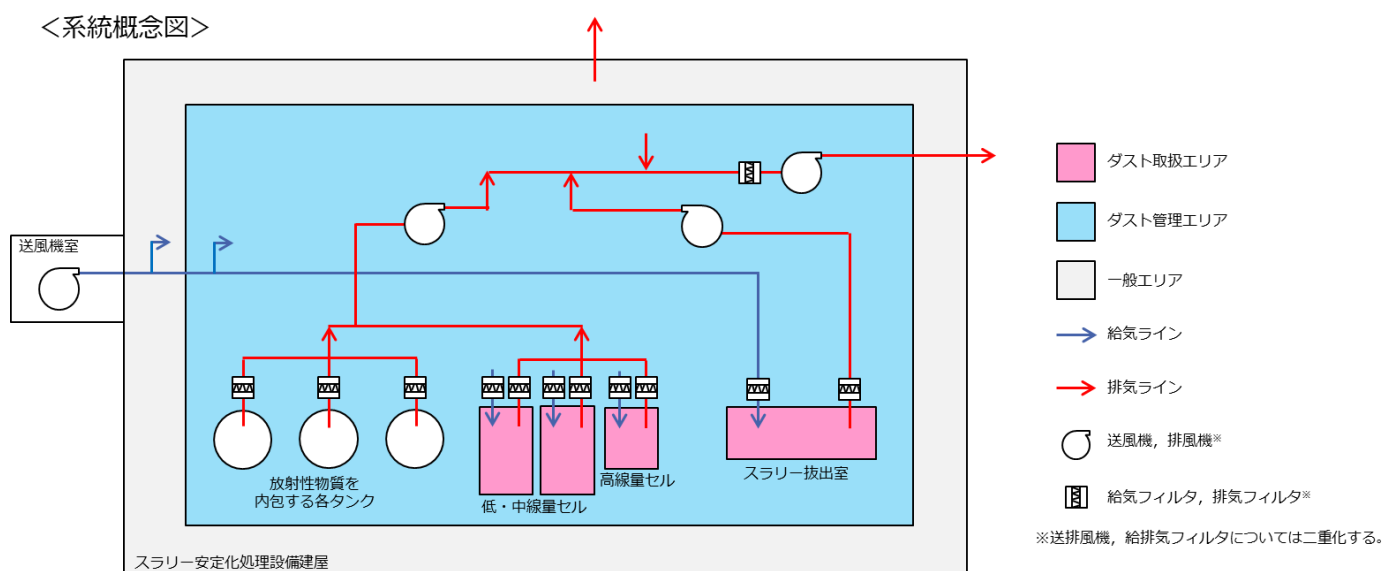 ＜系統概念図＞
送風機室
放射性物質を
内包する各タンク
低・中線量セル
高線量セル
スラリー抜出室
スラリー安定化処理設備建屋
ダスト取扱エリア
ダスト管理エリア
一般エリア
給気ライン
排気ライン
送風機，排風機※
給気フィルタ，排気フィルタ※
※送排風機，給排気フィルタについては二重化する。